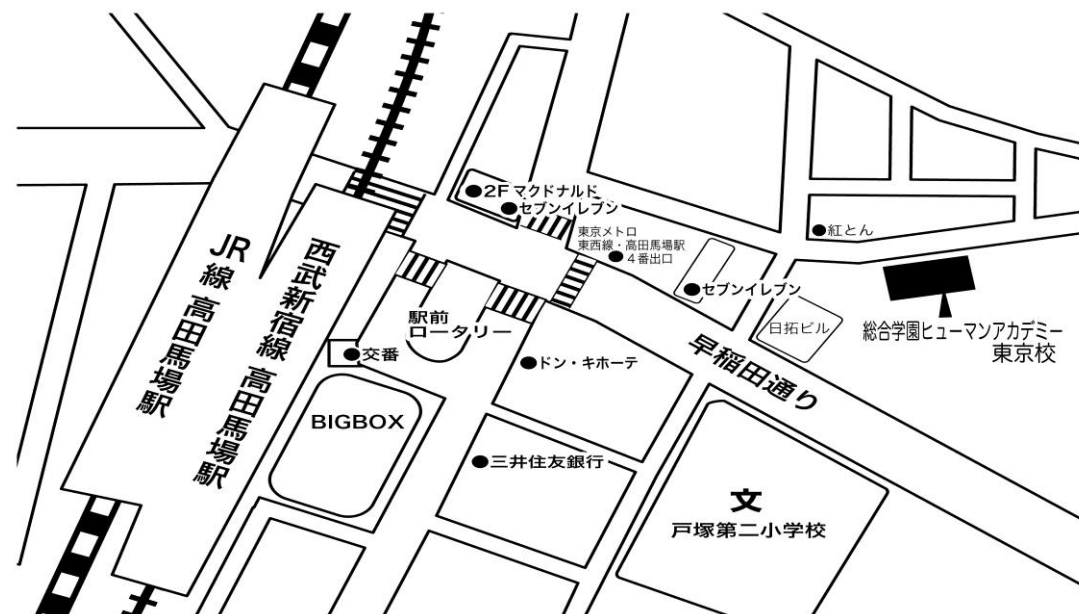 2F マクドナルド
セブンイレブン
東京メトロ
東西線・高田馬場駅
4番出口
紅とん
JR線 高田馬場駅
西武新宿線 高田馬場駅
セブンイレブン
駅前
ロータリー
日拓ビル
総合学園ヒューマンアカデミー
東京校
交番
ドン・キホーテ
早稲田通り
BIGBOX
三井住友銀行
文
戸塚第二小学校